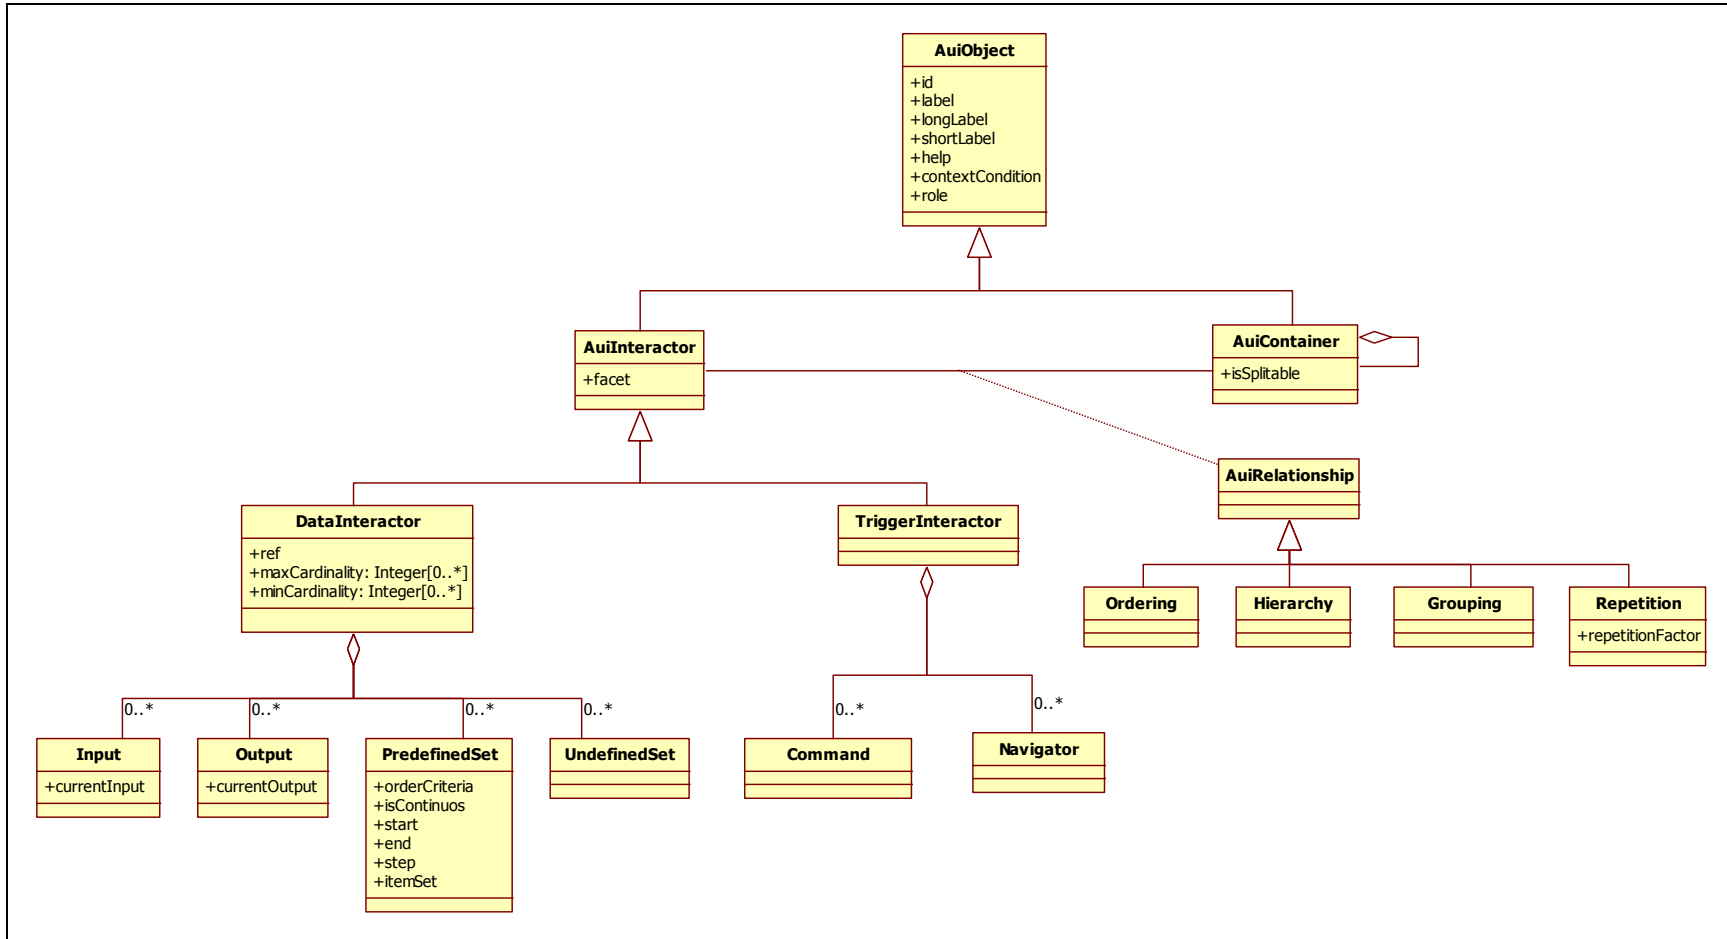 AuiObject
+id
+label
+longLabel
+shortLabel
+help
+contextCondition
+role
AuiInteractor
+facet
AuiContainer
+isSplitable
AuiRelationship
DataInteractor
+ref
+maxCardinality: Integer[0..*]
+minCardinality: Integer[0..*]
TriggerInteractor
Ordering
Hierarchy
Grouping
Repetition
+repetitionFactor
0..*
0..*
0..*
0..*
0..*
0..*
Input
+currentInput
Output
+currentOutput
PredefinedSet
+orderCriteria
+isContinuos
+start
+end
+step
+itemSet
UndefinedSet
Command
Navigator